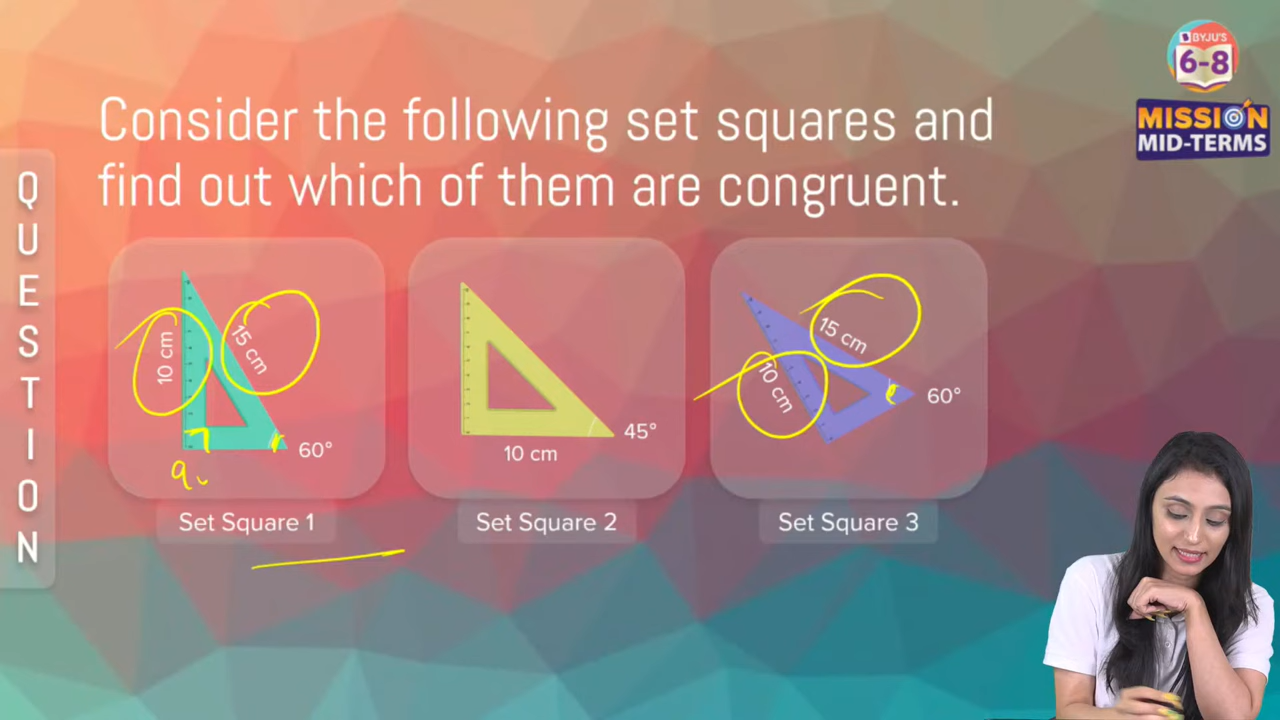 BYJU'S
6-8
MISSION
MID-TERMS
QUESTION
Consider the following set squares and
find out which of them are congruent.
10 cm
15 cm
60°
90
Set Square 1
45°
10 cm
Set Square 2
15 cm
10 cm
60°
Set Square 3